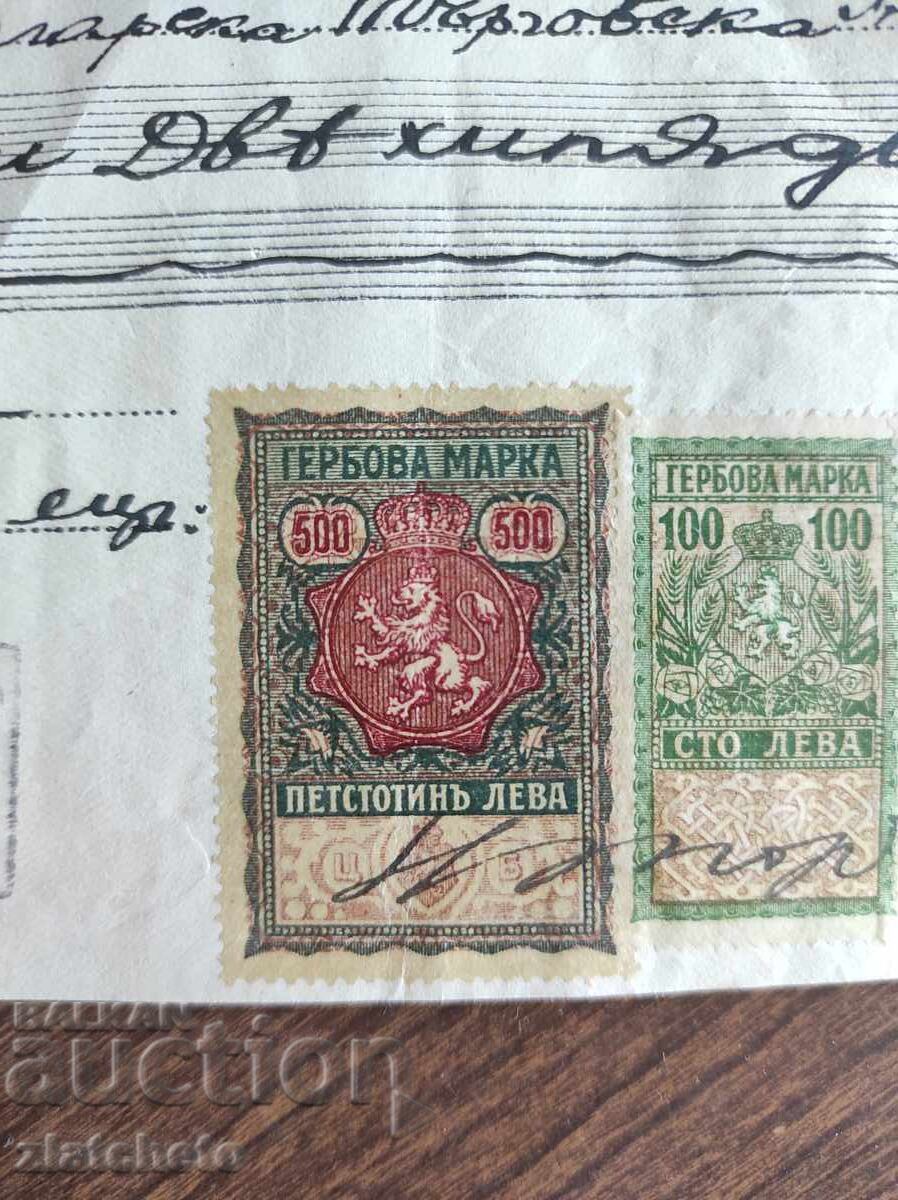 Търговска
Двѣ хиляди
ГЕРБОВА МАРКА
500 500
ПЕТСТОТИНЪ ЛЕВА
Ц Б
ГЕРБОВА МАРКА
100 100
СТО ЛЕВА
BALKAN
auction
zlatcheto